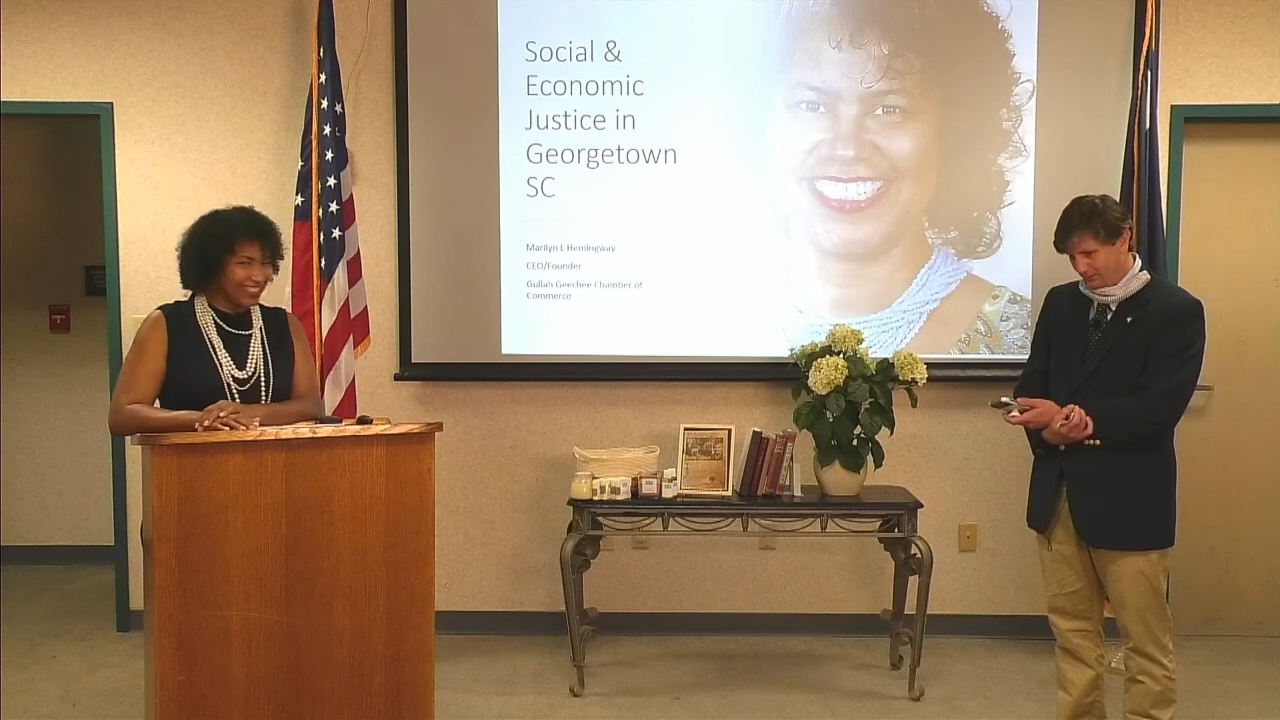 Social &
Economic
Justice in
Georgetown
SC
Marilyn L Hemingway
CEO/Founder
Gullah Geechee Chamber of
Commerce